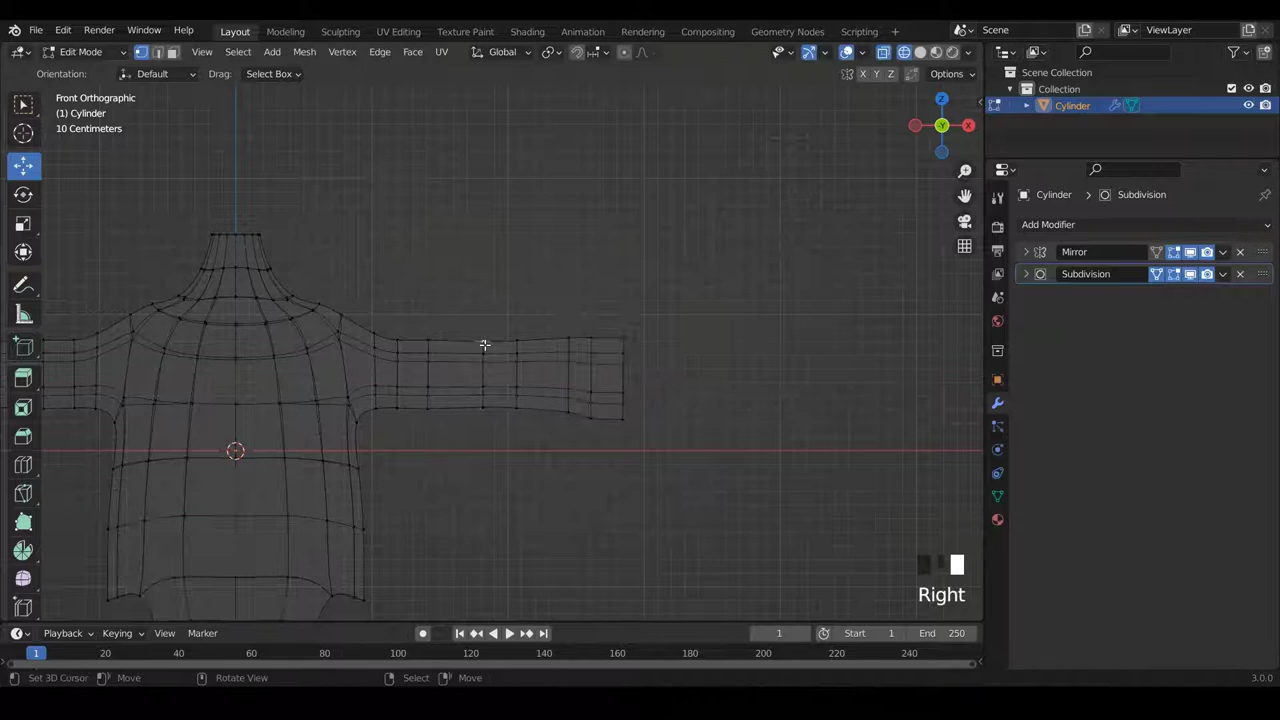 File Edit Render Window Help Layout Modeling Sculpting UV Editing Texture Paint Shading Animation Rendering Compositing Geometry Nodes Scripting + Scene ViewLayer
Edit Mode View Select Add Mesh Vertex Edge Face UV Global
Orientation: Default Drag: Select Box X Y Z Options
Front Orthographic
(1) Cylinder
10 Centimeters
Z
-Y
X
Scene Collection
Collection
Cylinder
Cylinder > Subdivision
Add Modifier
Mirror
Subdivision
Right
Playback Keying View Marker 1 Start 1 End 250
1 20 40 60 80 100 120 140 160 180 200 220 240
Set 3D Cursor Move Rotate View Select Move 3.0.0